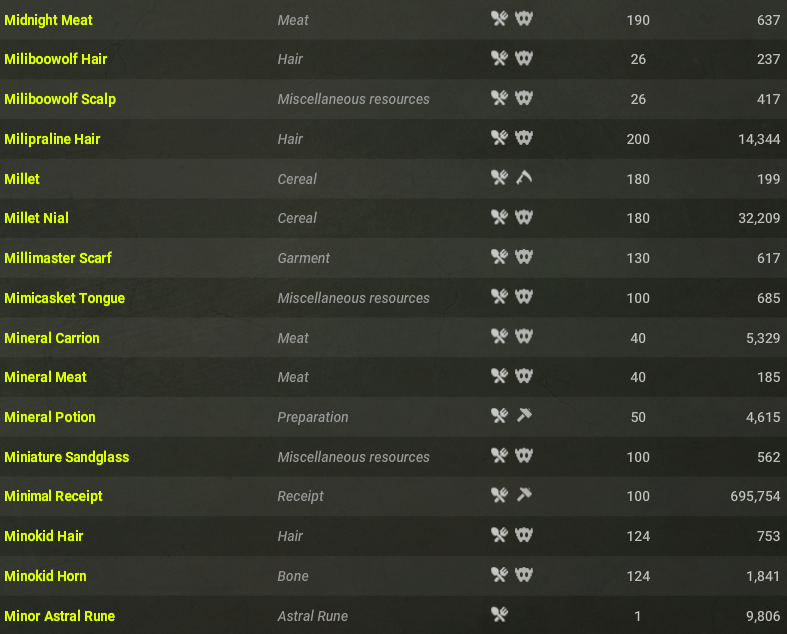 Midnight Meat Meat 190 637
Miliboowolf Hair Hair 26 237
Miliboowolf Scalp Miscellaneous resources 26 417
Milipraline Hair Hair 200 14,344
Millet Cereal 180 199
Millet Nial Cereal 180 32,209
Millimaster Scarf Garment 130 617
Mimicasket Tongue Miscellaneous resources 100 685
Mineral Carrion Meat 40 5,329
Mineral Meat Meat 40 185
Mineral Potion Preparation 50 4,615
Miniature Sandglass Miscellaneous resources 100 562
Minimal Receipt Receipt 100 695,754
Minokid Hair Hair 124 753
Minokid Horn Bone 124 1,841
Minor Astral Rune Astral Rune 1 9,806